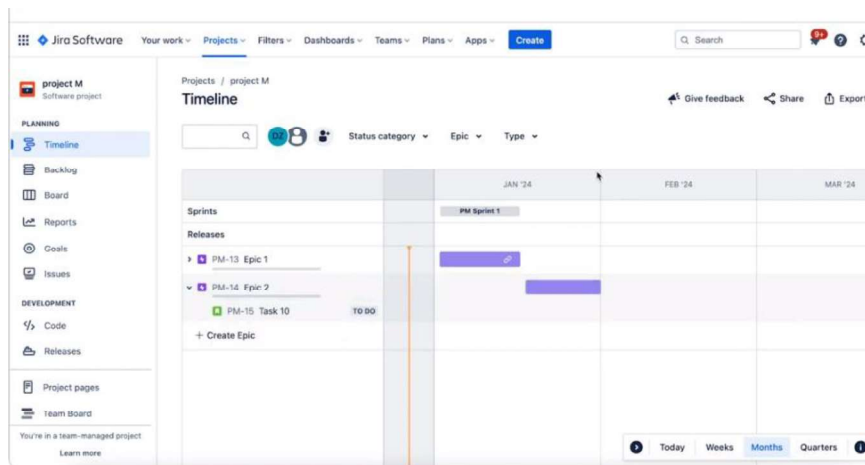 Jira Software Your work Projects Filters Dashboards Teams Plans Apps Create Search 9+
project M
Software project
PLANNING
Timeline
Backlog
Board
Reports
Goals
Issues
DEVELOPMENT
Code
Releases
Project pages
Team Board
You're in a team-managed project
Learn more
Projects / project M
Timeline
Give feedback Share Export
DZ Status category Epic Type
JAN '24 FEB '24 MAR '24
Sprints PM Sprint 1
Releases
PM-13 Epic 1
PM-14 Epic 2
PM-15 Task 10 TO DO
+ Create Epic
Today Weeks Months Quarters